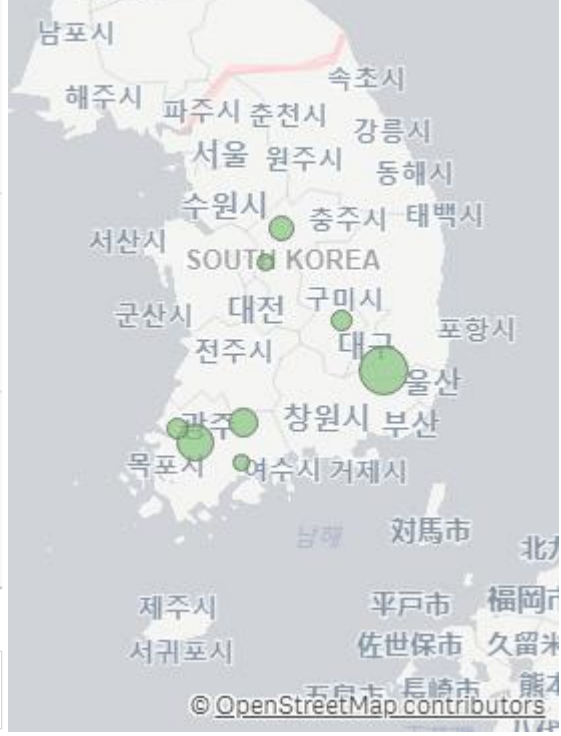 남포시
속초시
해주시
파주시 춘천시
강릉시
서울 원주시
동해시
수원시
충주시 태백시
서산시
SOUTH KOREA
구미시
군산시 대전
포항시
전주시
대구
울산
광주
창원시 부산
목포시
여수시 거제시
남해
対馬市
北九
제주시
平戸市
福岡市
佐世保市
久留米
서귀포시
長崎市
© OpenStreetMap contributors